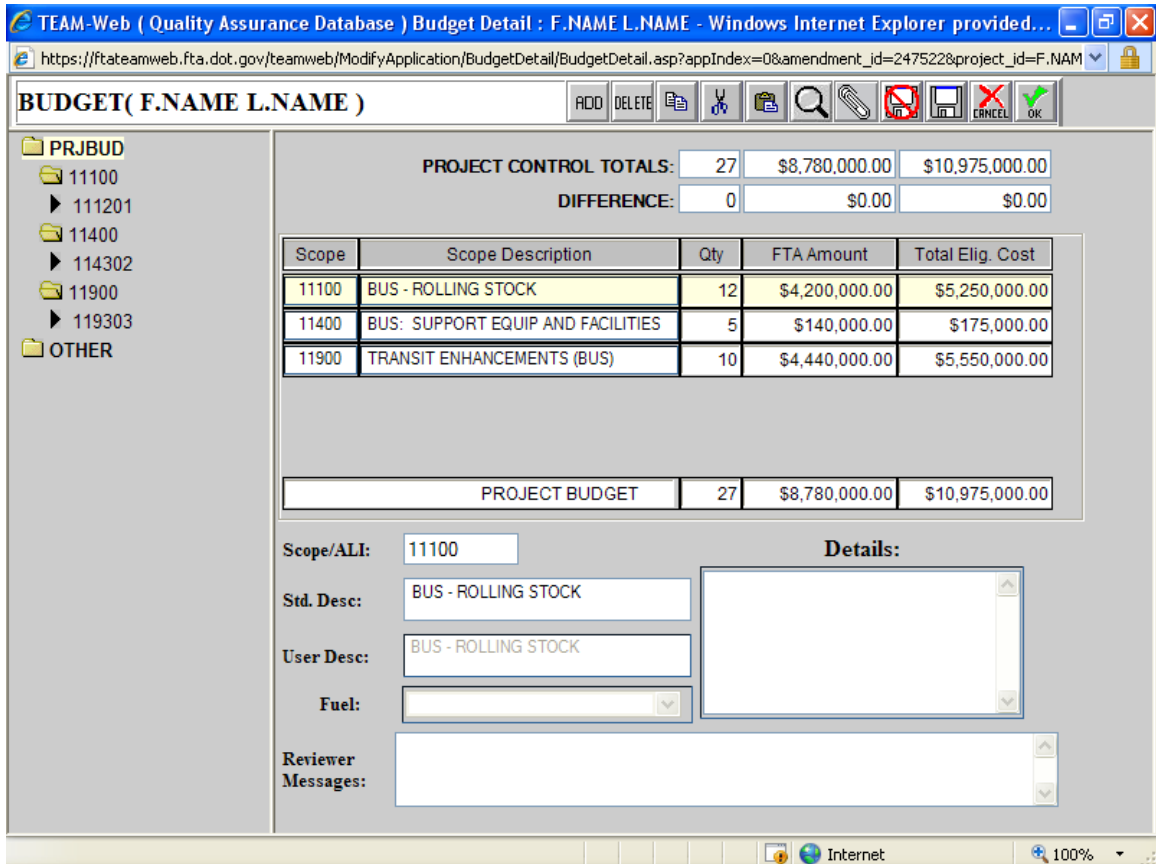 TEAM-Web ( Quality Assurance Database ) Budget Detail : F.NAME L.NAME - Windows Internet Explorer provided...
https://ftateamweb.fta.dot.gov/teamweb/ModifyApplication/BudgetDetail/BudgetDetail.asp?appIndex=0&amendment_id=247522&project_id=F.NAM
BUDGET( F.NAME L.NAME ) ADD DELETE CANCEL OK
PRJBUD
11100
111201
11400
114302
11900
119303
OTHER
PROJECT CONTROL TOTALS: 27 $8,780,000.00 $10,975,000.00
DIFFERENCE: 0 $0.00 $0.00
Scope Scope Description Qty FTA Amount Total Elig. Cost
11100 BUS - ROLLING STOCK 12 $4,200,000.00 $5,250,000.00
11400 BUS: SUPPORT EQUIP AND FACILITIES 5 $140,000.00 $175,000.00
11900 TRANSIT ENHANCEMENTS (BUS) 10 $4,440,000.00 $5,550,000.00
PROJECT BUDGET 27 $8,780,000.00 $10,975,000.00
Scope/ALI: 11100 Details:
Std. Desc: BUS - ROLLING STOCK
User Desc: BUS - ROLLING STOCK
Fuel:
Reviewer
Messages:
Internet 100%